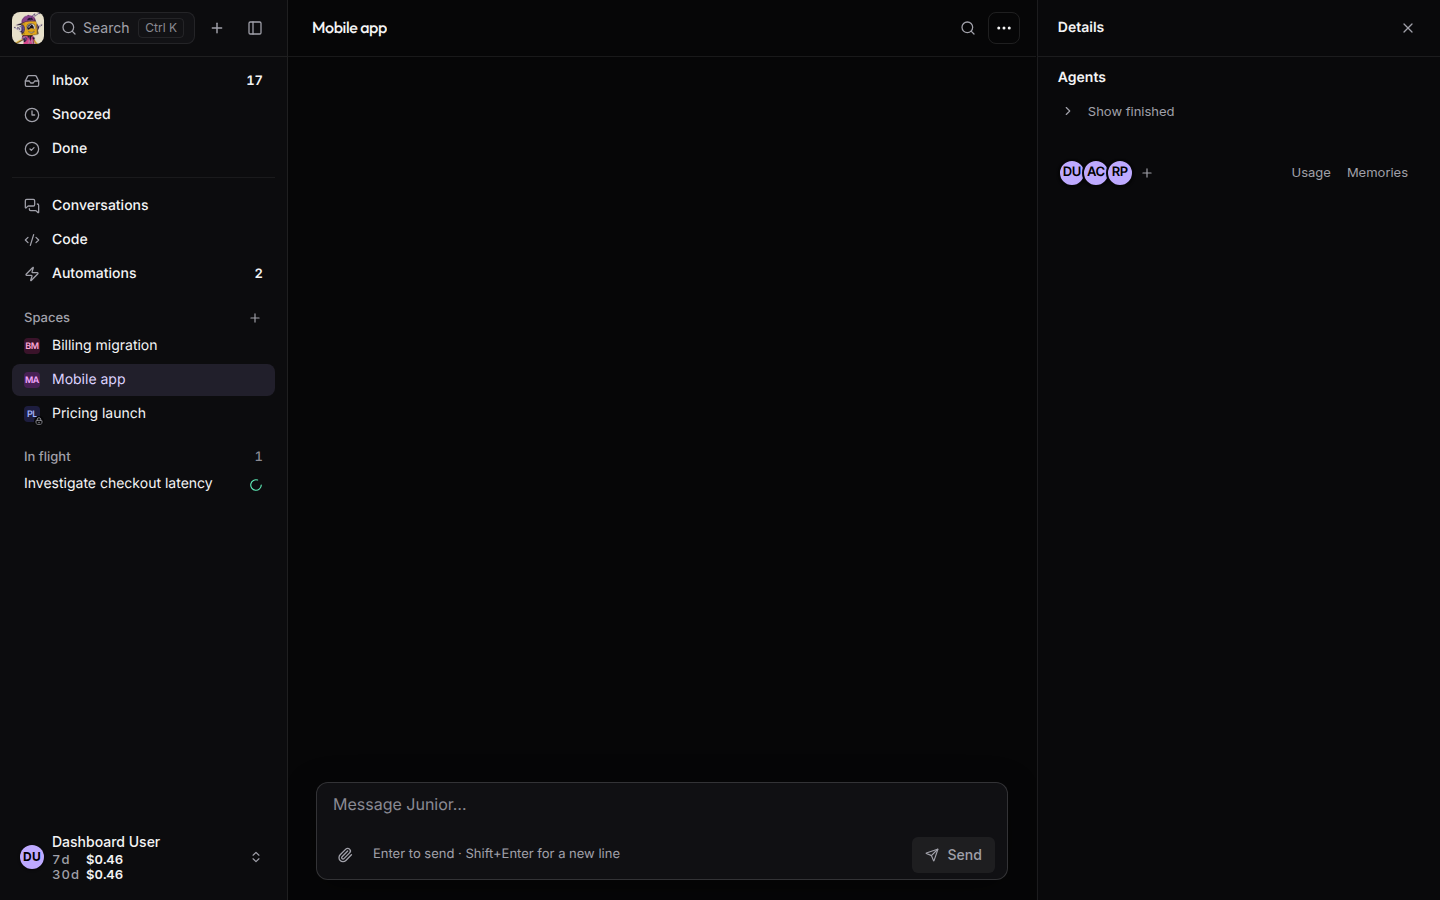 Search Ctrl K
Inbox 17
Snoozed
Done
Conversations
Code
Automations 2
Spaces
BM Billing migration
MA Mobile app
PL Pricing launch
In flight 1
Investigate checkout latency
DU Dashboard User
7d $0.46
30d $0.46
Mobile app
Message Junior...
Enter to send · Shift+Enter for a new line
Send
Details
Agents
Show finished
DU AC RP Usage Memories